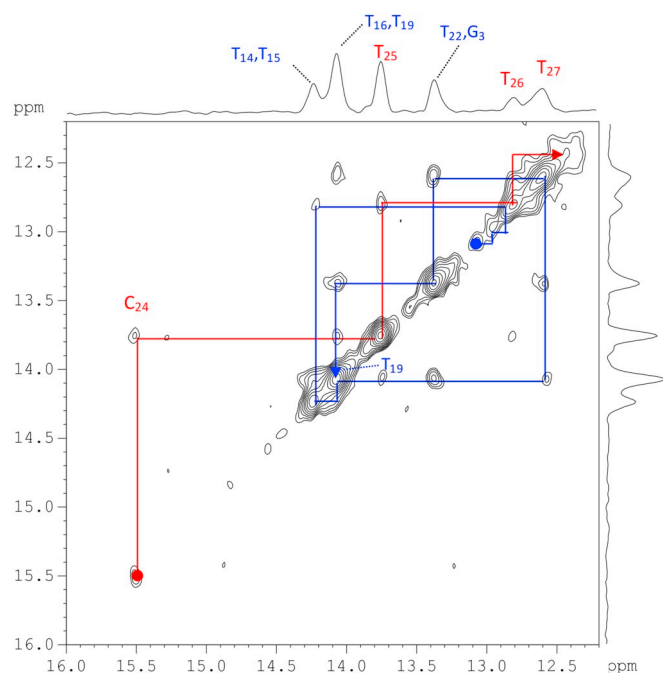 T₁₆,T₁₉
T₁₄,T₁₅
T₂₅
T₂₂,G₃
T₂₆
T₂₇
ppm
12.5
13.0
13.5
C₂₄
14.0
T₁₉
14.5
15.0
15.5
16.0
16.0 15.5 15.0 14.5 14.0 13.5 13.0 12.5 ppm